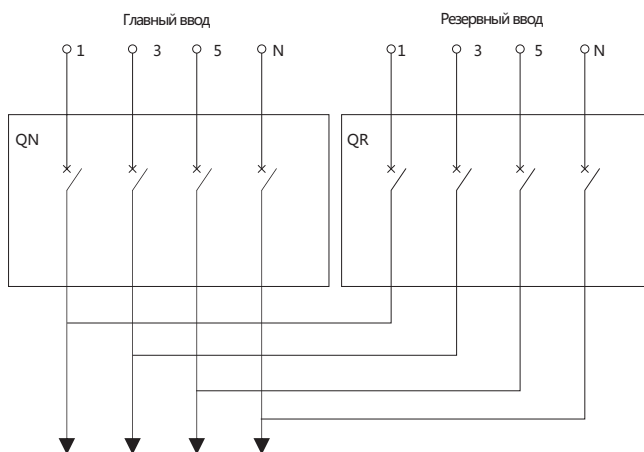 Главный ввод
Резервный ввод
1 3 5 N
1 3 5 N
QN
QR